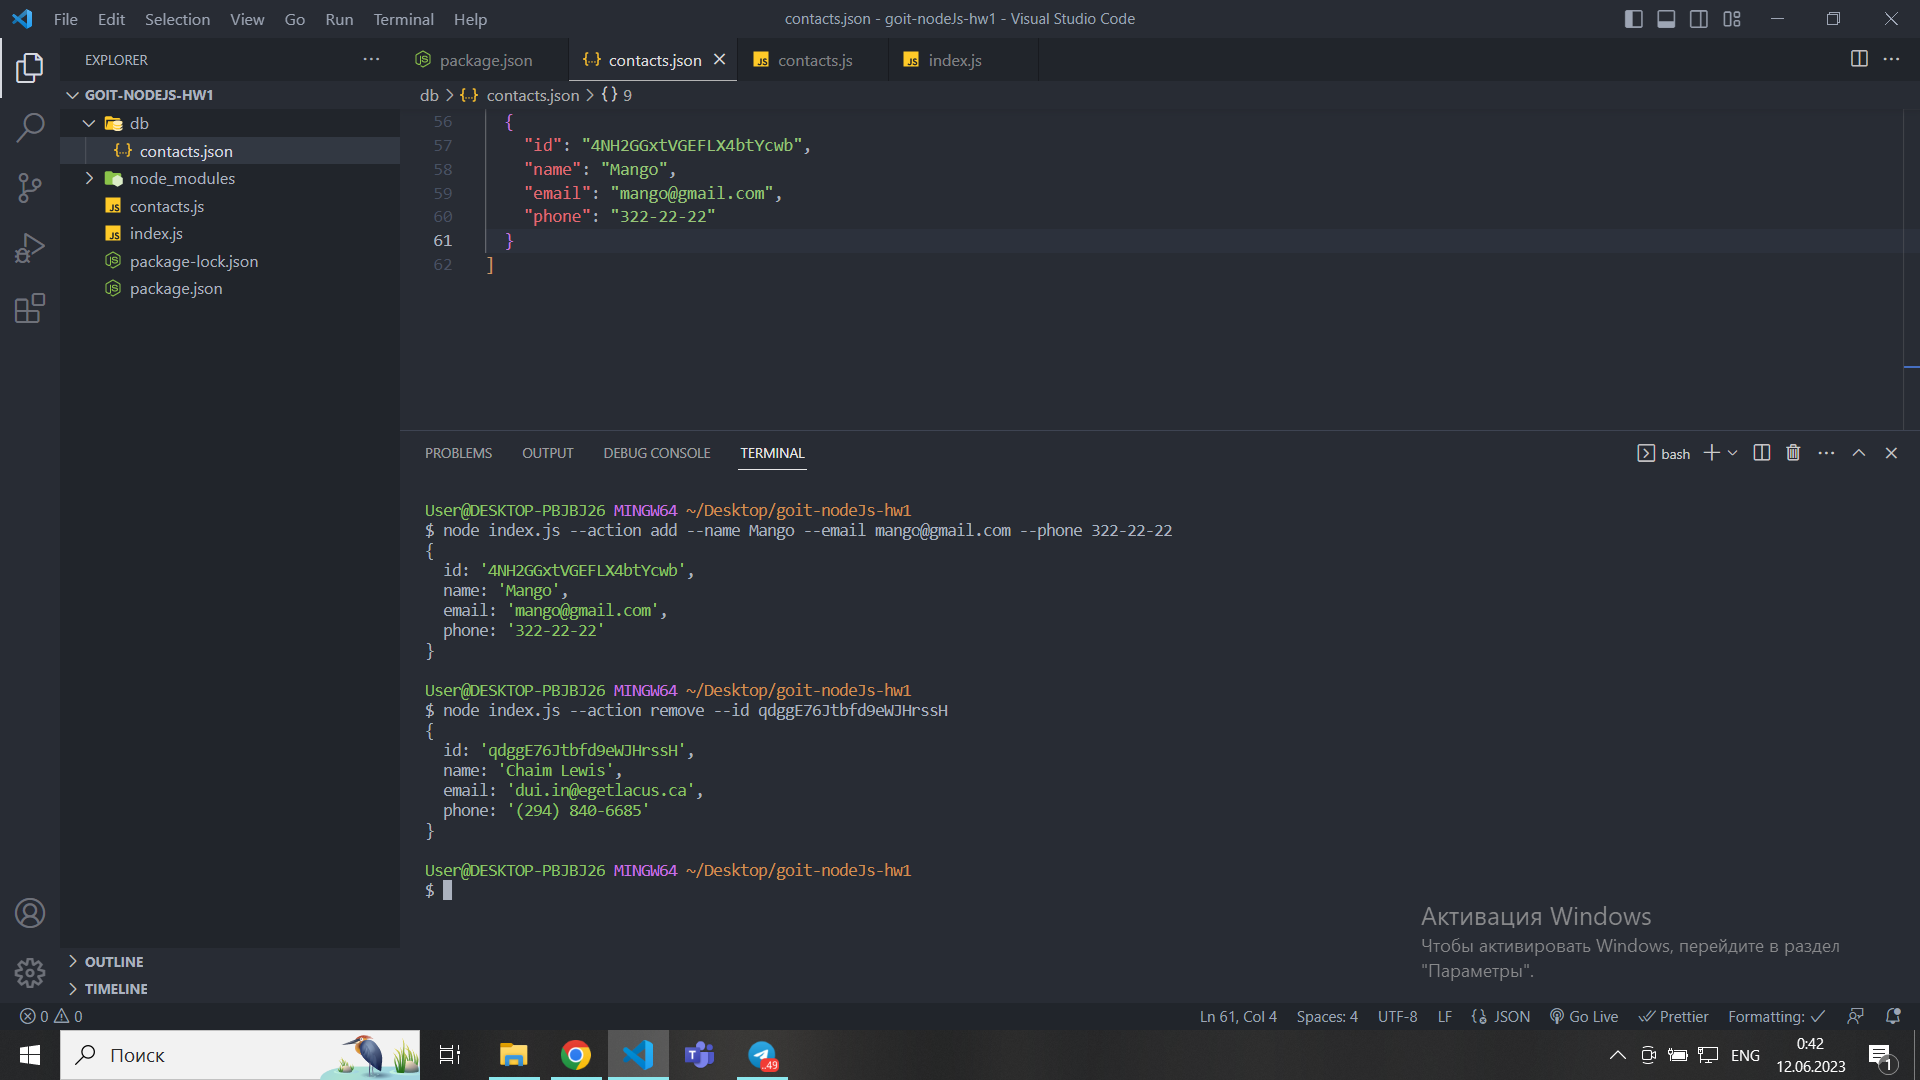 File Edit Selection View Go Run Terminal Help
contacts.json - goit-nodeJs-hw1 - Visual Studio Code
EXPLORER
package.json
contacts.json
contacts.js
index.js
GOIT-NODEJS-HW1
db
contacts.json
node_modules
contacts.js
index.js
package-lock.json
package.json
OUTLINE
TIMELINE
db > contacts.json > {} 9
56 {
57 "id": "4NH2GGxtVGEFLX4btYcwb",
58 "name": "Mango",
59 "email": "mango@gmail.com",
60 "phone": "322-22-22"
61 }
62 ]
PROBLEMS OUTPUT DEBUG CONSOLE TERMINAL
bash
User@DESKTOP-PBJBJ26 MINGW64 ~/Desktop/goit-nodeJs-hw1
$ node index.js --action add --name Mango --email mango@gmail.com --phone 322-22-22
{
id: '4NH2GGxtVGEFLX4btYcwb',
name: 'Mango',
email: 'mango@gmail.com',
phone: '322-22-22'
}
User@DESKTOP-PBJBJ26 MINGW64 ~/Desktop/goit-nodeJs-hw1
$ node index.js --action remove --id qdggE76Jtbfd9eWJHrssH
{
id: 'qdggE76Jtbfd9eWJHrssH',
name: 'Chaim Lewis',
email: 'dui.in@egetlacus.ca',
phone: '(294) 840-6685'
}
User@DESKTOP-PBJBJ26 MINGW64 ~/Desktop/goit-nodeJs-hw1
$
Активация Windows
Чтобы активировать Windows, перейдите в раздел
"Параметры".
0 0
Ln 61, Col 4 Spaces: 4 UTF-8 LF JSON Go Live Prettier Formatting:
Поиск
49
ENG
0:42
12.06.2023
1